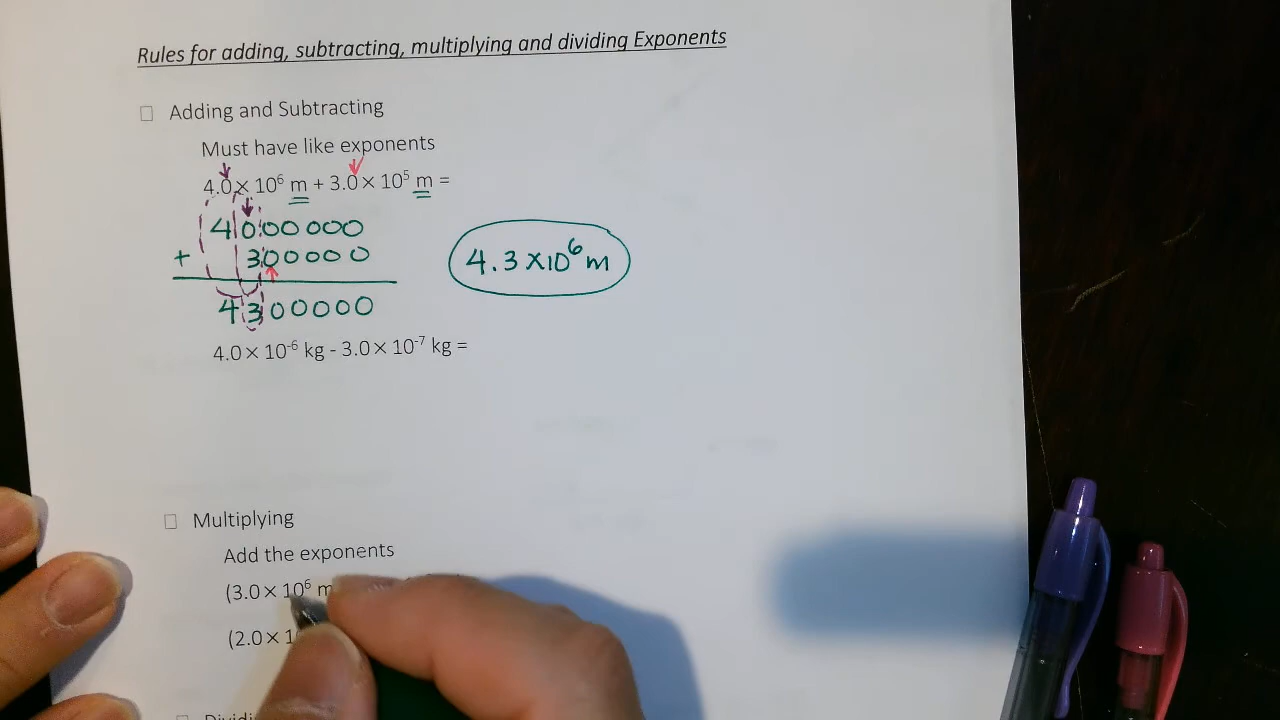 Rules for adding, subtracting, multiplying and dividing Exponents
Adding and Subtracting
Must have like exponents
4.0 × 10⁶ m + 3.0 × 10⁵ m =
4000000
+ 300000
4300000
4.3 × 10⁶ m
4.0 × 10⁻⁶ kg - 3.0 × 10⁻⁷ kg =
Multiplying
Add the exponents
(3.0 × 10⁶ m
(2.0 × 1